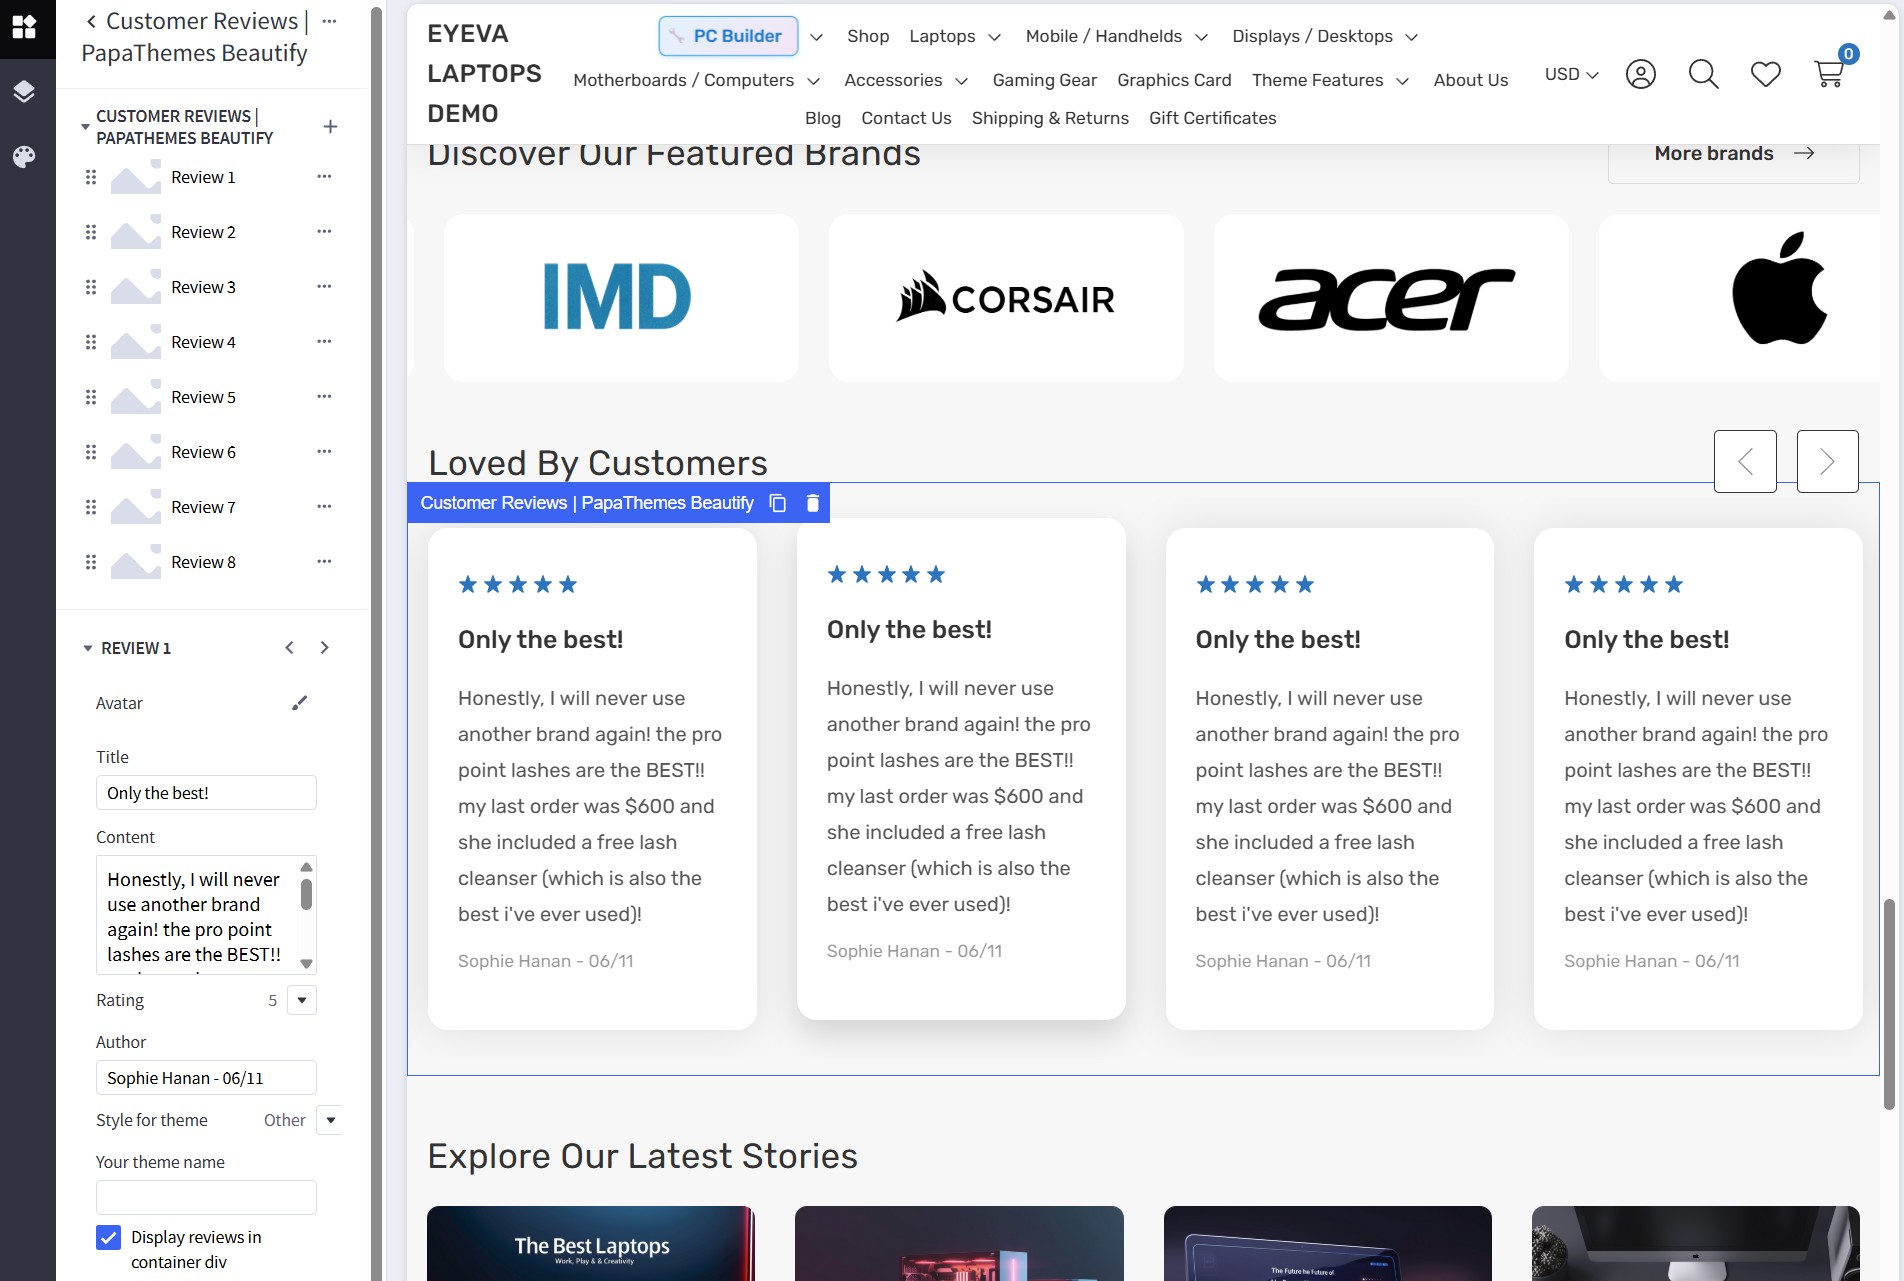 Customer Reviews |
PapaThemes Beautify
CUSTOMER REVIEWS |
PAPATHEMES BEAUTIFY
Review 1
Review 2
Review 3
Review 4
Review 5
Review 6
Review 7
Review 8
REVIEW 1
Avatar
Title
Only the best!
Content
Honestly, I will never
use another brand
again! the pro point
lashes are the BEST!!
Rating
5
Author
Sophie Hanan - 06/11
Style for theme
Other
Your theme name
Display reviews in
container div
EYEVA
LAPTOPS
DEMO
PC Builder
Shop
Laptops
Mobile / Handhelds
Displays / Desktops
Motherboards / Computers
Accessories
Gaming Gear
Graphics Card
Theme Features
About Us
Blog
Contact Us
Shipping & Returns
Gift Certificates
USD
0
Discover Our Featured Brands
More brands
IMD
CORSAIR
acer
Loved By Customers
Customer Reviews | PapaThemes Beautify
Only the best!
Honestly, I will never use
another brand again! the pro
point lashes are the BEST!!
my last order was $600 and
she included a free lash
cleanser (which is also the
best i've ever used)!
Sophie Hanan - 06/11
Only the best!
Honestly, I will never use
another brand again! the pro
point lashes are the BEST!!
my last order was $600 and
she included a free lash
cleanser (which is also the
best i've ever used)!
Sophie Hanan - 06/11
Only the best!
Honestly, I will never use
another brand again! the pro
point lashes are the BEST!!
my last order was $600 and
she included a free lash
cleanser (which is also the
best i've ever used)!
Sophie Hanan - 06/11
Only the best!
Honestly, I will never use
another brand again! the pro
point lashes are the BEST!!
my last order was $600 and
she included a free lash
cleanser (which is also the
best i've ever used)!
Sophie Hanan - 06/11
Explore Our Latest Stories
The Best Laptops
Work, Play & & Creativity
The Future he Future of